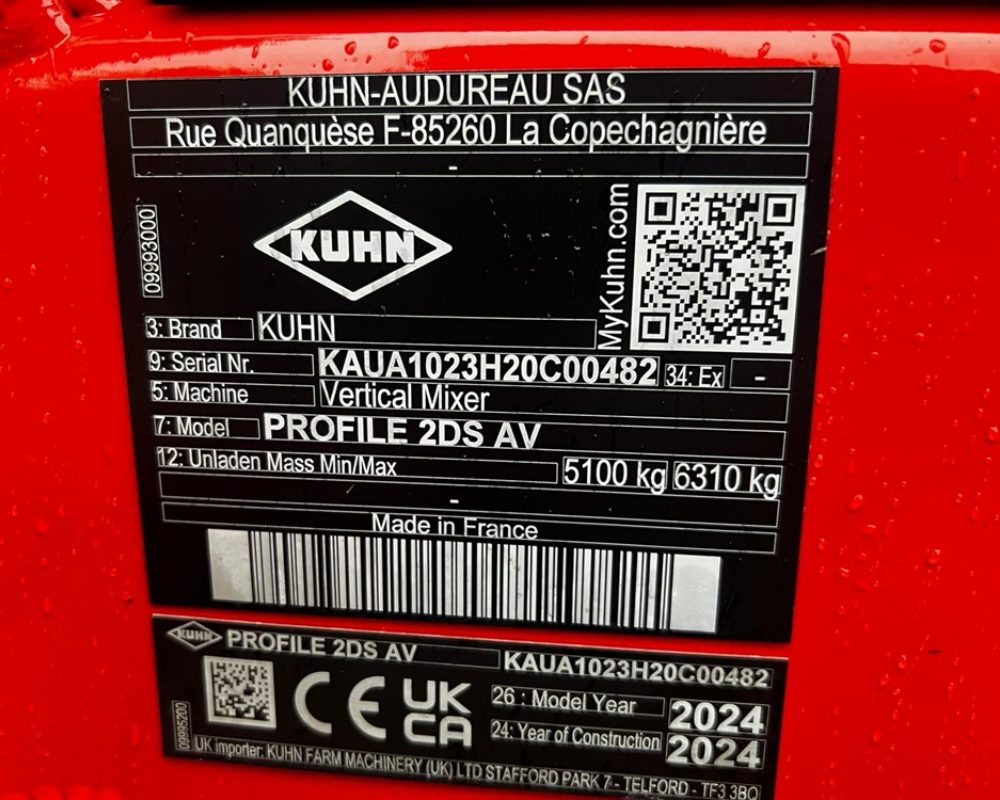 KUHN-AUDUREAU SAS
Rue Quanquèse F-85260 La Copechagnière
-
09993000
KUHN
MyKuhn.com
3: Brand KUHN
9: Serial Nr. KAUA1023H20C00482 34: Ex -
5: Machine Vertical Mixer
7: Model PROFILE 2DS AV
12: Unladen Mass Min/Max 5100 kg 6310 kg
-
Made in France
KUHN PROFILE 2DS AV KAUA1023H20C00482
09995200
CE UK CA
26 : Model Year 2024
24: Year of Construction 2024
UK importer: KUHN FARM MACHINERY (UK) LTD STAFFORD PARK 7 - TELFORD - TF3 3BQ